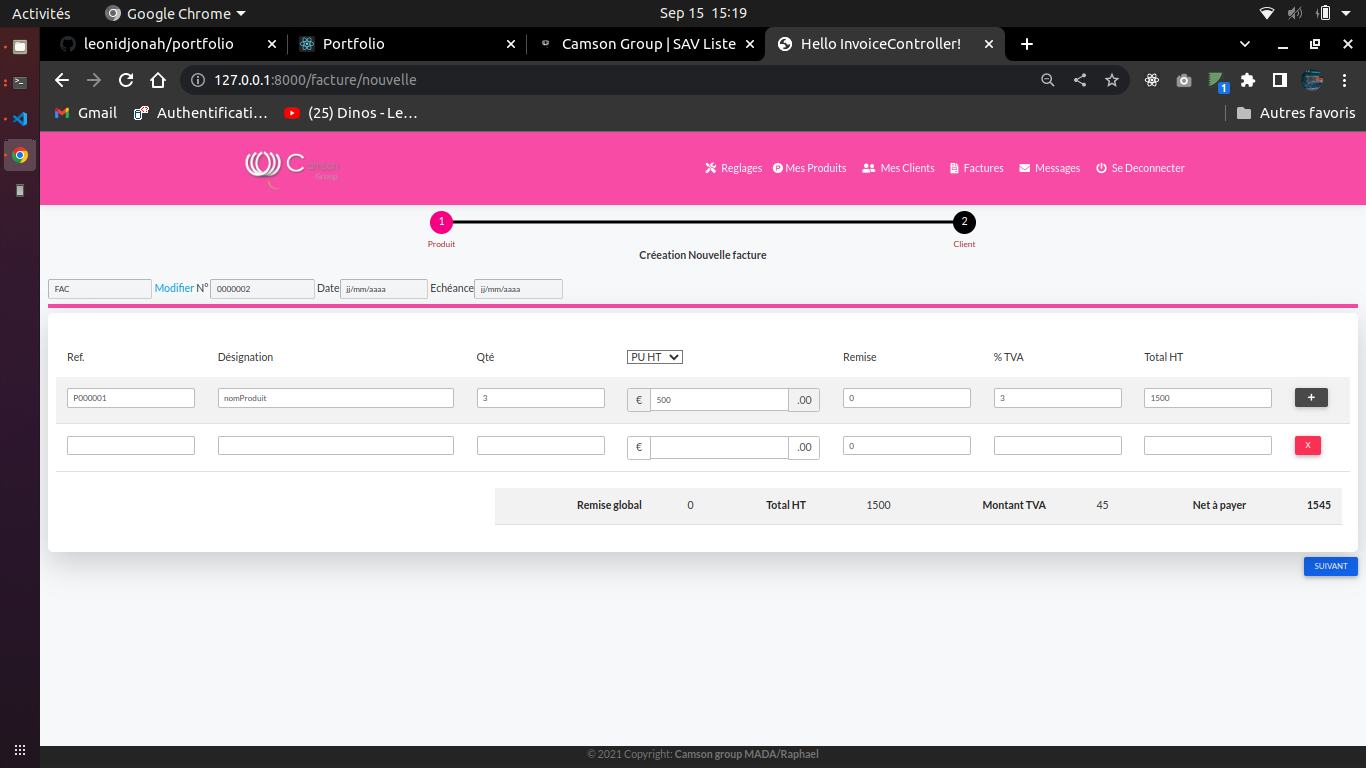 Activités Google Chrome Sep 15 15:19
leonidjonah/portfolio Portfolio Camson Group | SAV Liste Hello InvoiceController!
127.0.0.1:8000/facture/nouvelle 1
Gmail Authentificati… (25) Dinos - Le… Autres favoris
Camson
Group
Reglages Mes Produits Mes Clients Factures Messages Se Deconnecter
1 2
Produit Client
Créeation Nouvelle facture
FAC Modifier N° 0000002 Date jj/mm/aaaa Echéance jj/mm/aaaa
Ref. Désignation Qté PU HT Remise % TVA Total HT
P000001 nomProduit 3 € 500 .00 0 3 1500 +
€ .00 0 X
Remise global 0 Total HT 1500 Montant TVA 45 Net à payer 1545
SUIVANT
© 2021 Copyright: Camson group MADA/Raphael